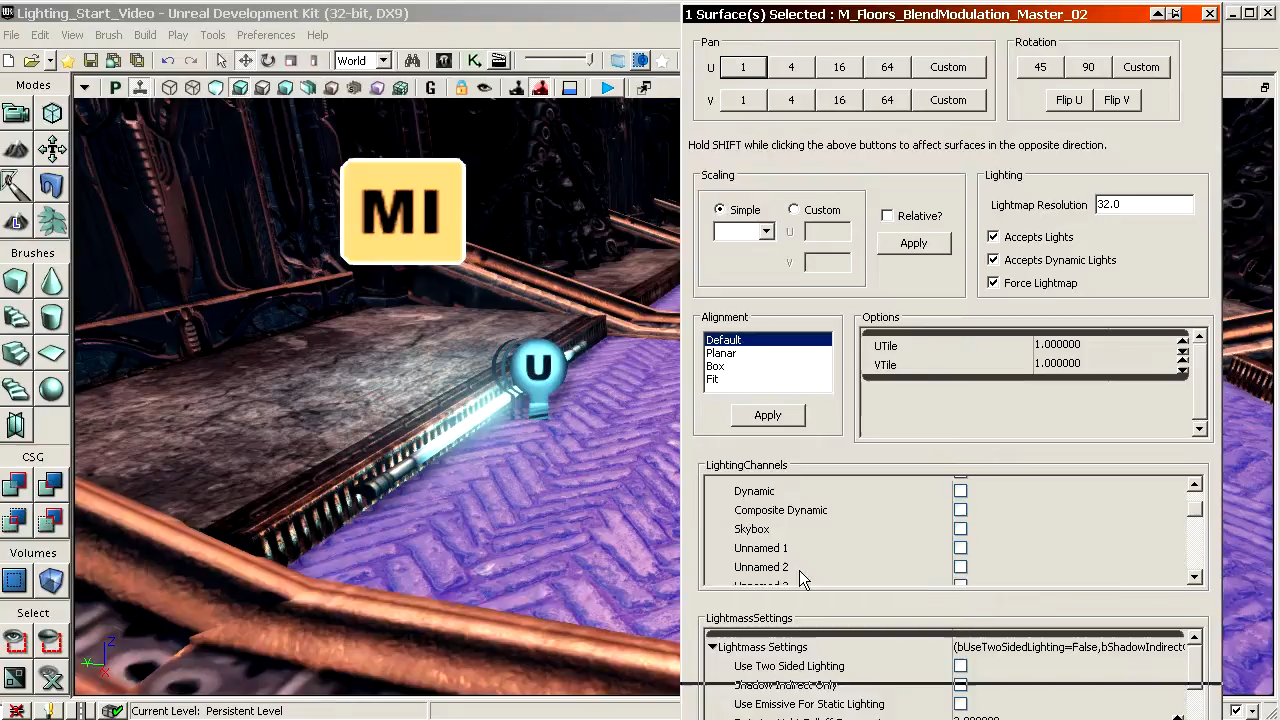 Lighting_Start_Video - Unreal Development Kit (32-bit, DX9)
File Edit View Brush Build Play Tools Preferences Help
World
Modes
Brushes
CSG
Volumes
Select
MI
U
P
G
Z
Y
X
Current Level: Persistent Level
1 Surface(s) Selected : M_Floors_BlendModulation_Master_02
Pan
U 1 4 16 64 Custom
V 1 4 16 64 Custom
Rotation
45 90 Custom
Flip U Flip V
Hold SHIFT while clicking the above buttons to affect surfaces in the opposite direction.
Scaling
Simple Custom
U
V
Relative?
Apply
Lighting
Lightmap Resolution 32.0
Accepts Lights
Accepts Dynamic Lights
Force Lightmap
Alignment
Default
Planar
Box
Fit
Apply
Options
UTile 1.000000
VTile 1.000000
LightingChannels
Dynamic
Composite Dynamic
Skybox
Unnamed 1
Unnamed 2
LightmassSettings
Lightmass Settings (bUseTwoSidedLighting=False,bShadowIndirect
Use Two Sided Lighting
Shadow Indirect Only
Use Emissive For Static Lighting